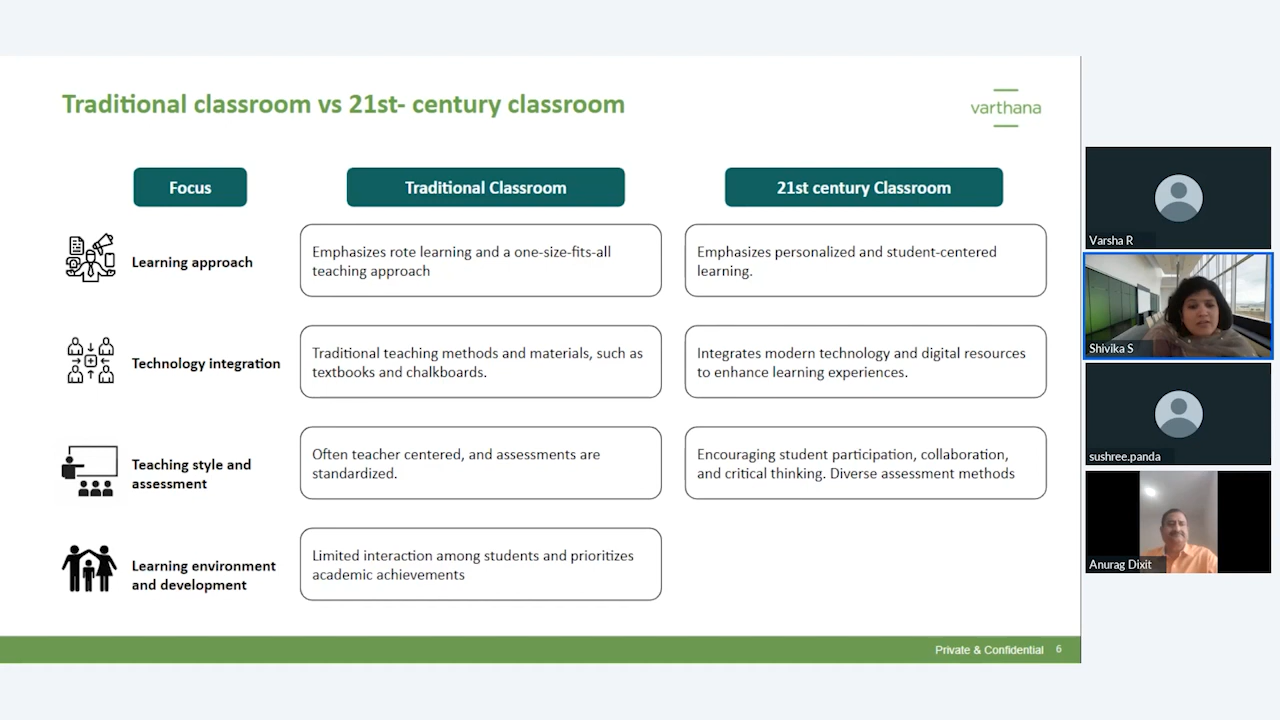 Traditional classroom vs 21st- century classroom
varthana
Focus
Traditional Classroom
21st century Classroom
Learning approach
Emphasizes rote learning and a one-size-fits-all
teaching approach
Emphasizes personalized and student-centered
learning.
Technology integration
Traditional teaching methods and materials, such as
textbooks and chalkboards.
Integrates modern technology and digital resources
to enhance learning experiences.
Teaching style and
assessment
Often teacher centered, and assessments are
standardized.
Encouraging student participation, collaboration,
and critical thinking. Diverse assessment methods
Learning environment
and development
Limited interaction among students and prioritizes
academic achievements
Private & Confidential 6
Varsha R
Shivika S
sushree.panda
Anurag Dixit